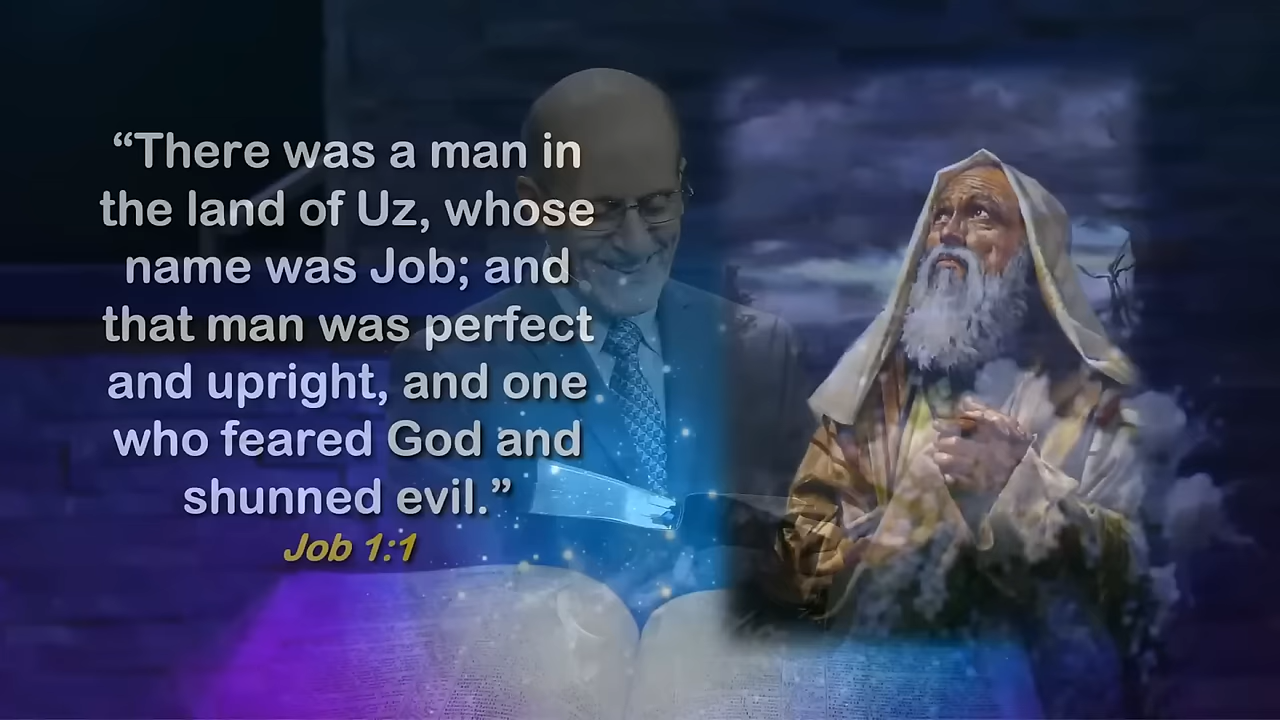 “There was a man in
the land of Uz, whose
name was Job; and
that man was perfect
and upright, and one
who feared God and
shunned evil.”
Job 1:1